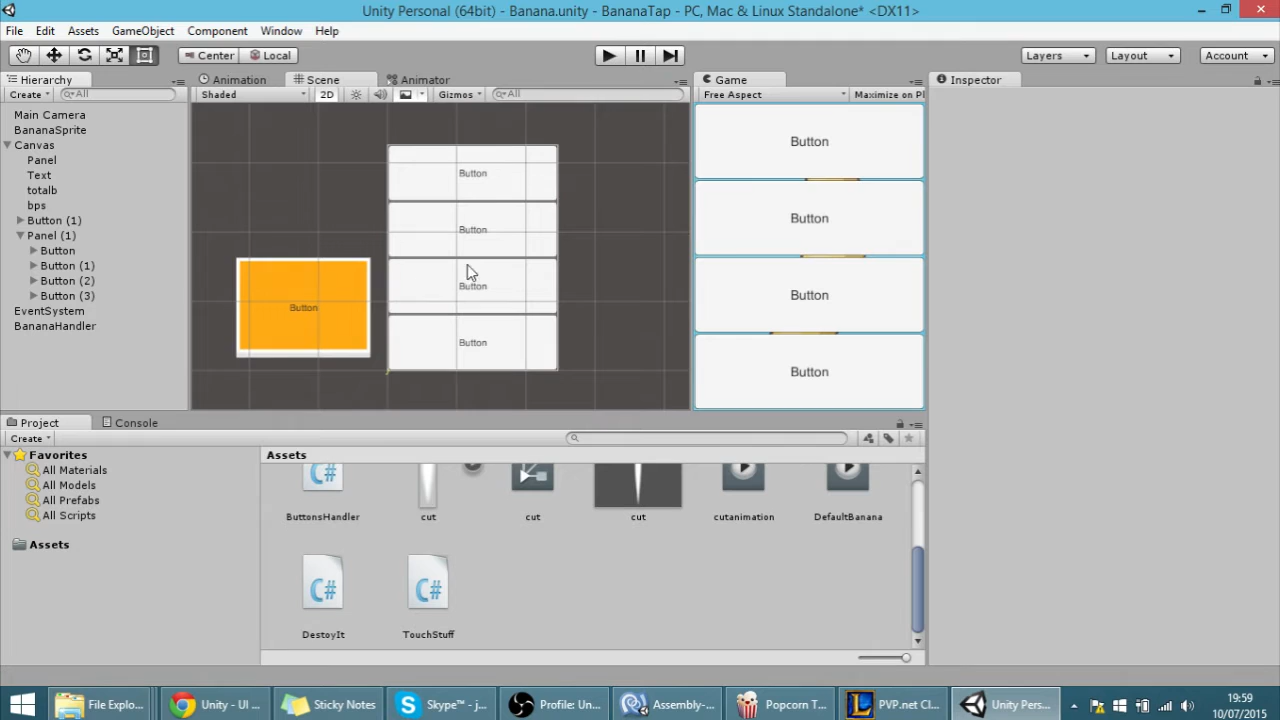 Unity Personal (64bit) - Banana.unity - BananaTap - PC, Mac & Linux Standalone* <DX11>
File Edit Assets GameObject Component Window Help
Center Local Layers Layout Account
Hierarchy Animation Scene Animator Game Inspector
Create All Shaded 2D Gizmos All Free Aspect Maximize on Pl
Main Camera
BananaSprite
Canvas
Panel
Text
totalb
bps
Button (1)
Panel (1)
Button
Button (1)
Button (2)
Button (3)
EventSystem
BananaHandler
Button
Button
Button
Button
Button
Button
Button
Button
Button
Project Console
Create
Favorites
All Materials
All Models
All Prefabs
All Scripts
Assets
Assets
C#
ButtonsHandler cut cut cut cutanimation DefaultBanana
C# C#
DestoyIt TouchStuff
File Explo... Unity - UI ... Sticky Notes Skype™ - j... Profile: Un... Assembly-... Popcorn T... PVP.net Cl... Unity Pers...
19:59
10/07/2015